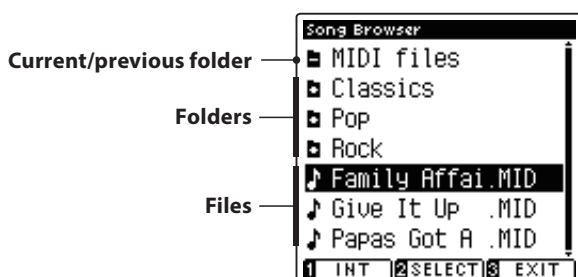 Song Browser
Current/previous folder
MIDI files
Classics
Folders
Pop
Rock
Family Affai.MID
Files
Give It Up .MID
Papas Got A .MID
1 INT 2 SELECT 3 EXIT